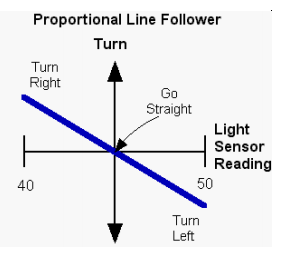 Proportional Line Follower
Turn
Turn
Right
Go
Straight
Light
Sensor
Reading
40
50
Turn
Left